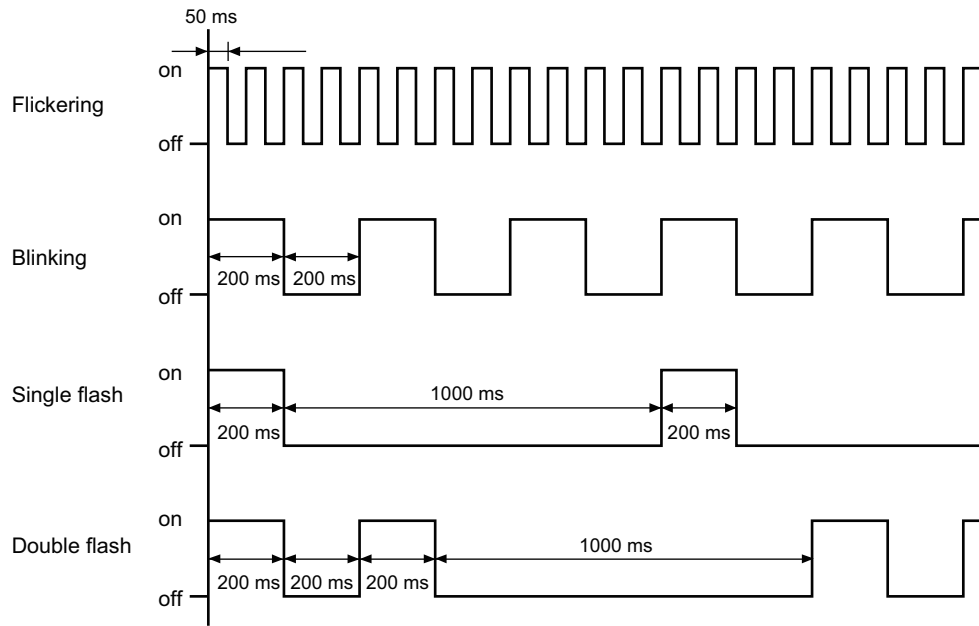 50 ms
on
Flickering
off
on
Blinking
200 ms 200 ms
off
on
Single flash
1000 ms
200 ms 200 ms
off
on
Double flash
1000 ms
200 ms 200 ms 200 ms
off